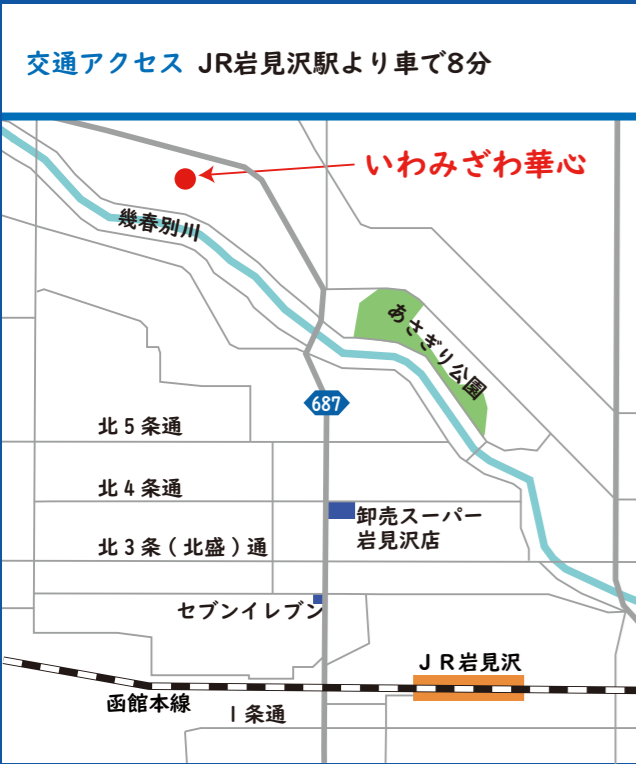 交通アクセス JR岩見沢駅より車で8分
いわみざわ華心
幾春別川
あさぎり公園
687
北5条通
北4条通
卸売スーパー
岩見沢店
北3条(北盛)通
セブンイレブン
JR岩見沢
函館本線
1条通